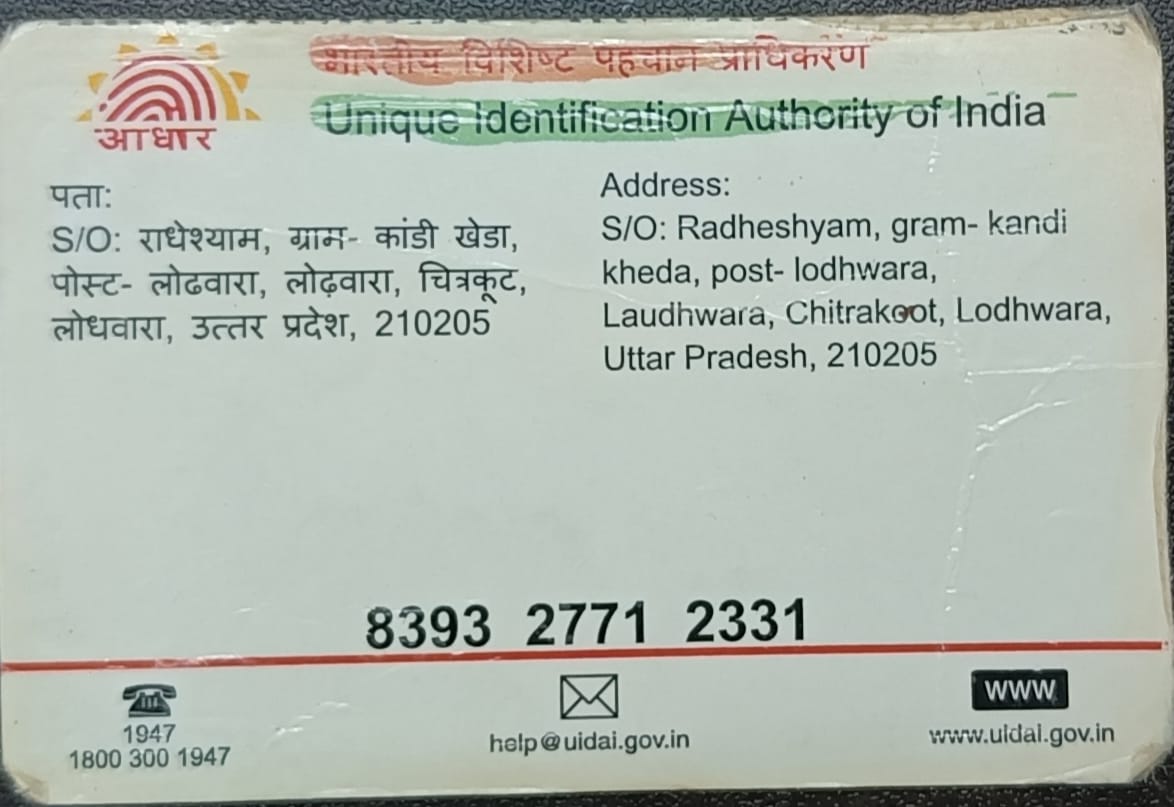 भारतीय विशिष्ट पहचान प्राधिकरण
Unique Identification Authority of India
आधार
पता:
S/O: राधेश्याम, ग्राम- कांडी खेडा,
पोस्ट- लोढवारा, लोढ़वारा, चित्रकूट,
लोधवारा, उत्तर प्रदेश, 210205
Address:
S/O: Radheshyam, gram- kandi
kheda, post- lodhwara,
Laudhwara, Chitrakoot, Lodhwara,
Uttar Pradesh, 210205
8393 2771 2331
1947
1800 300 1947
help@uidai.gov.in
www
www.uidai.gov.in